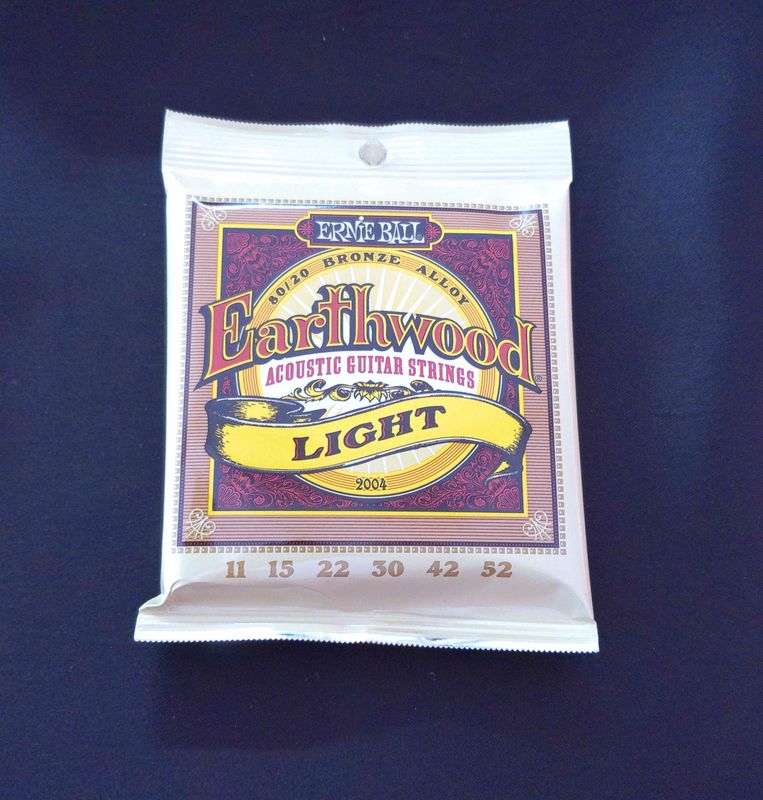 ERNIE BALL
80/20 BRONZE ALLOY
Earthwood®
ACOUSTIC GUITAR STRINGS
LIGHT
2004
11 15 22 30 42 52